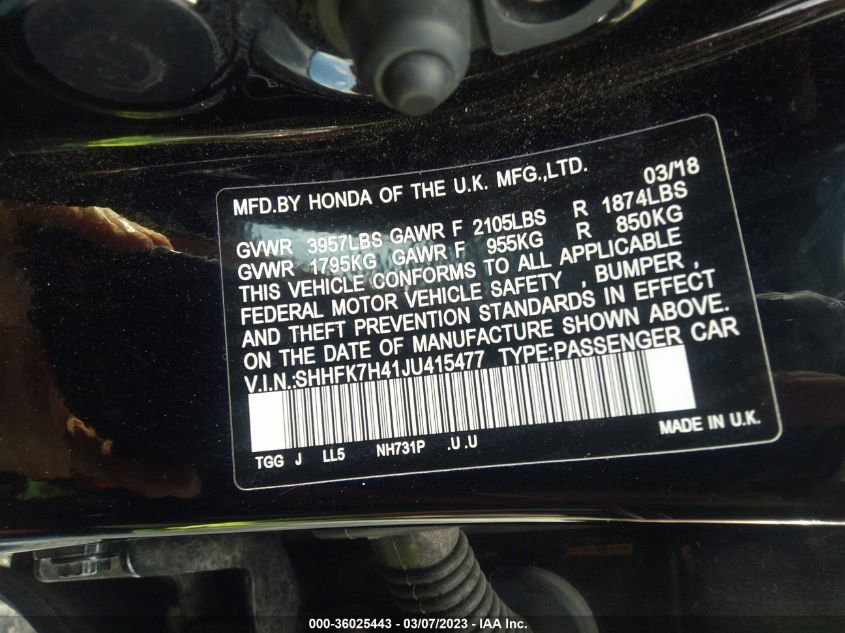 MFD.BY HONDA OF THE U.K. MFG.,LTD. 03/'18
GVWR 3957LBS GAWR F 2105LBS R 1874LBS
GVWR 1795KG GAWR F 955KG R 850KG
THIS VEHICLE CONFORMS TO ALL APPLICABLE
FEDERAL MOTOR VEHICLE SAFETY , BUMPER ,
AND THEFT PREVENTION STANDARDS IN EFFECT
ON THE DATE OF MANUFACTURE SHOWN ABOVE.
V.I.N.:SHHFK7H41JU415477 TYPE:PASSENGER CAR
MADE IN U.K.
TGG J LL5 NH731P .U .U
000-36025443 - 03/07/2023 - IAA Inc.